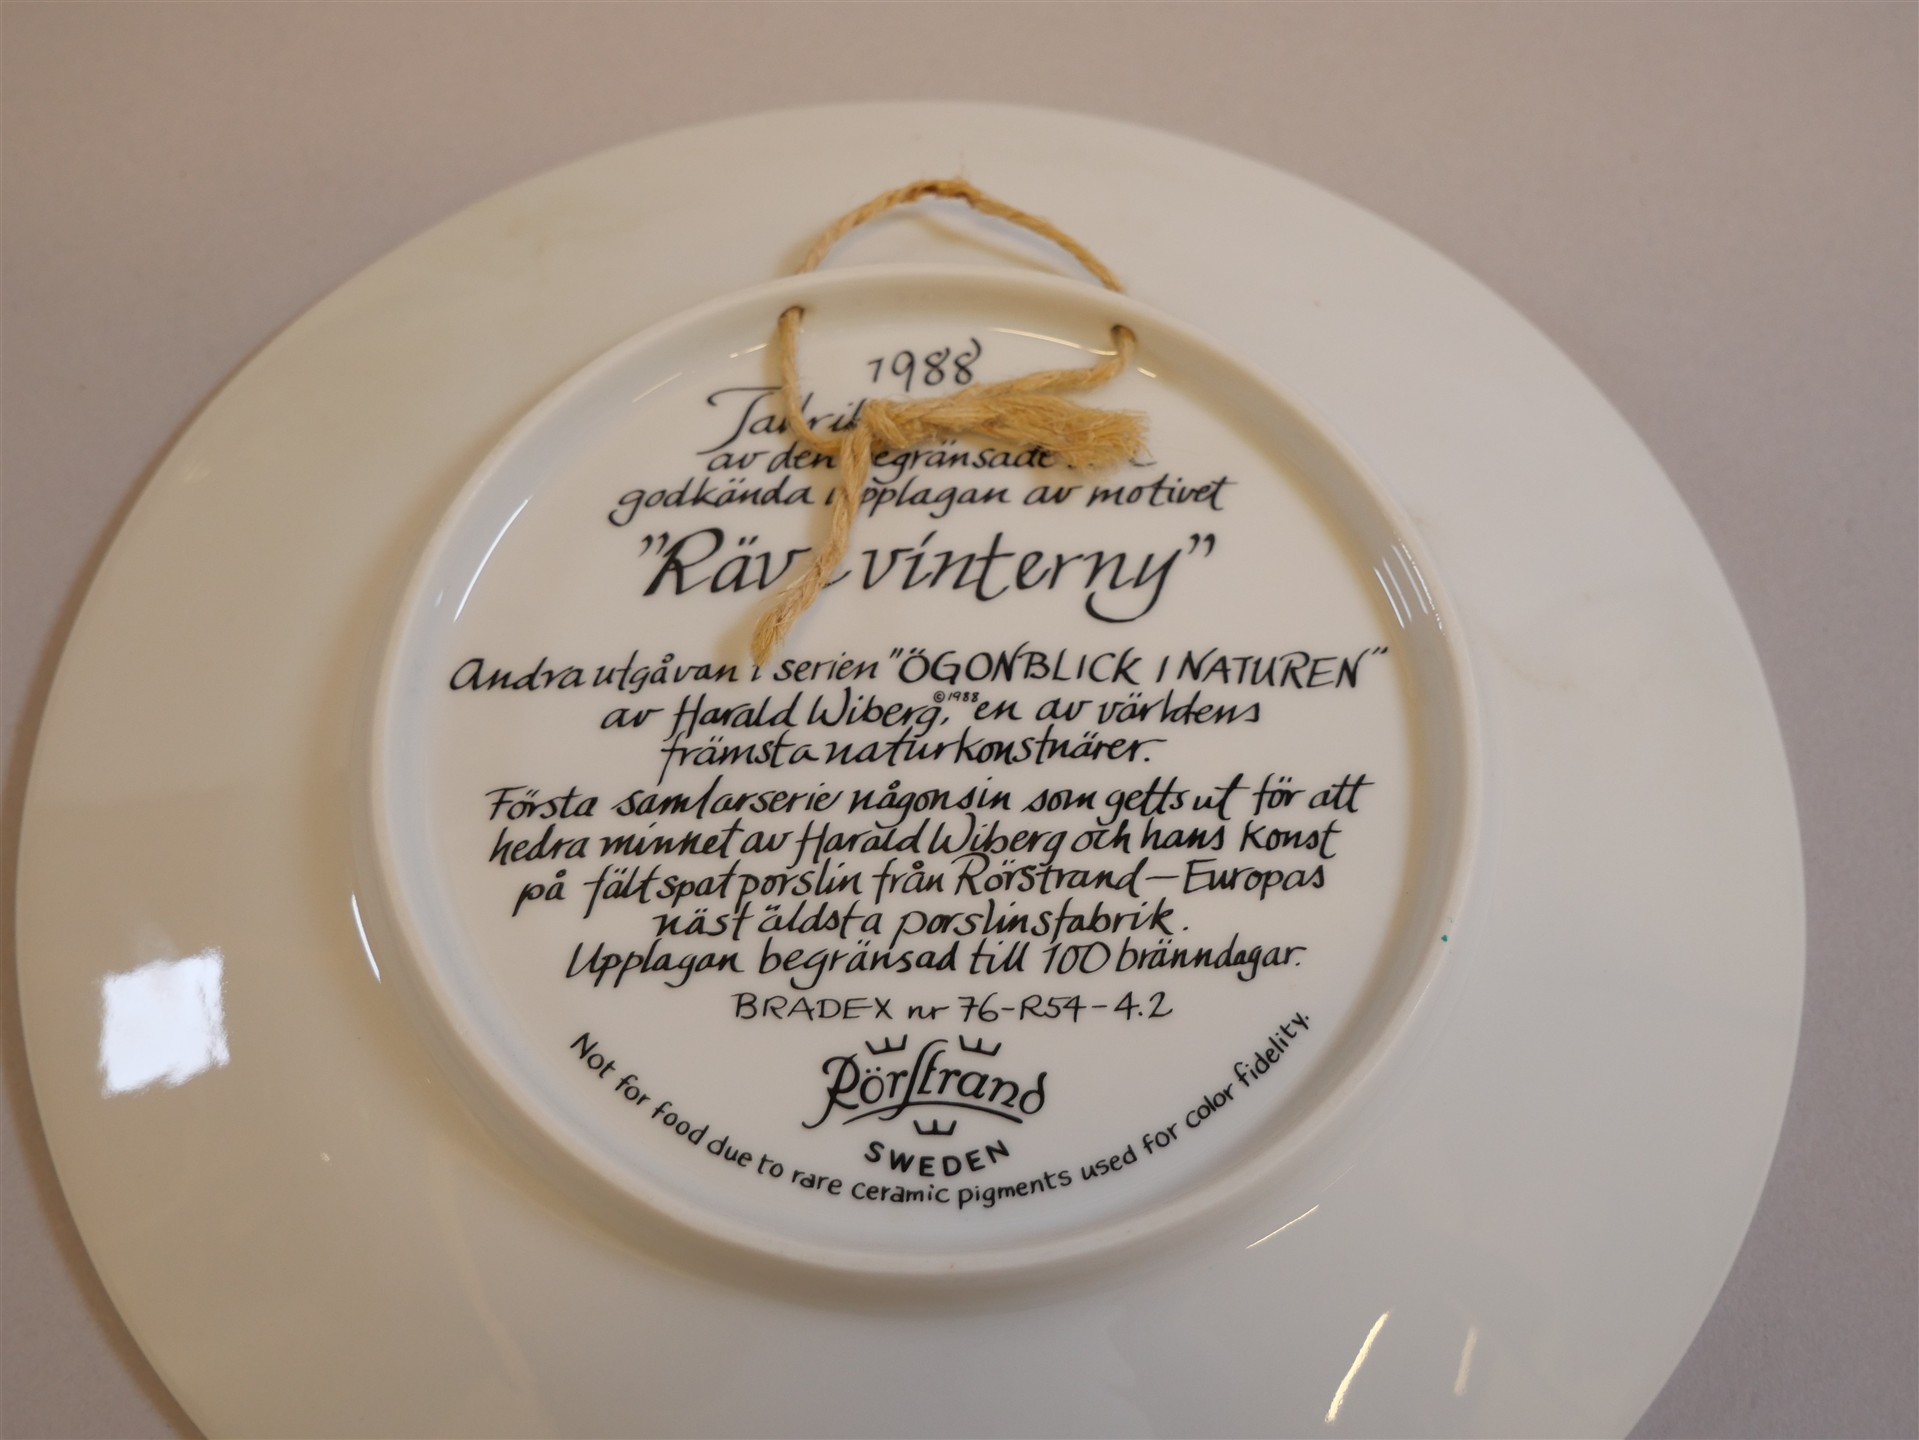 1988
av den begränsade
godkända upplagan av motivet
"Räv i vinterny"
Andra utgåvan i serien "ÖGONBLICK I NATUREN"
av Harald Wiberg, ©1988 en av världens
främsta naturkonstnärer.
Första samlarserie någonsin som getts ut för att
hedra minnet av Harald Wiberg och hans konst
på fältspatporslin från Rörstrand—Europas
näst äldsta porslinsfabrik.
Upplagan begränsad till 100 bränndagar.
BRADEX nr 76-R54-4.2
Rörstrand
SWEDEN
Not for food due to rare ceramic pigments used for color fidelity.